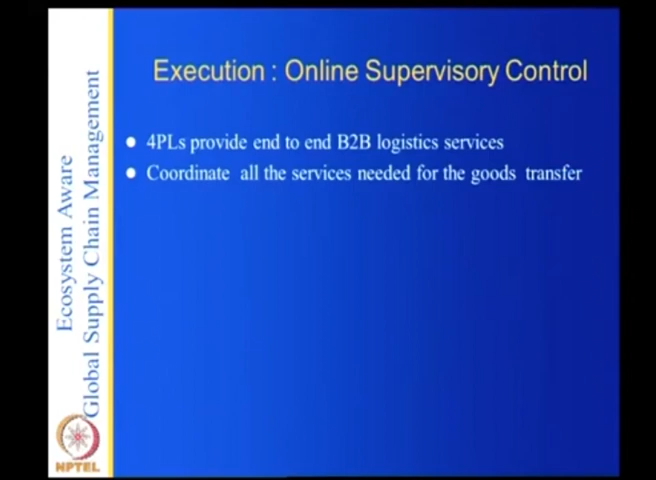 Execution : Online Supervisory Control
4PLs provide end to end B2B logistics services
Coordinate all the services needed for the goods transfer
Ecosystem Aware
Global Supply Chain Management
NPTEL